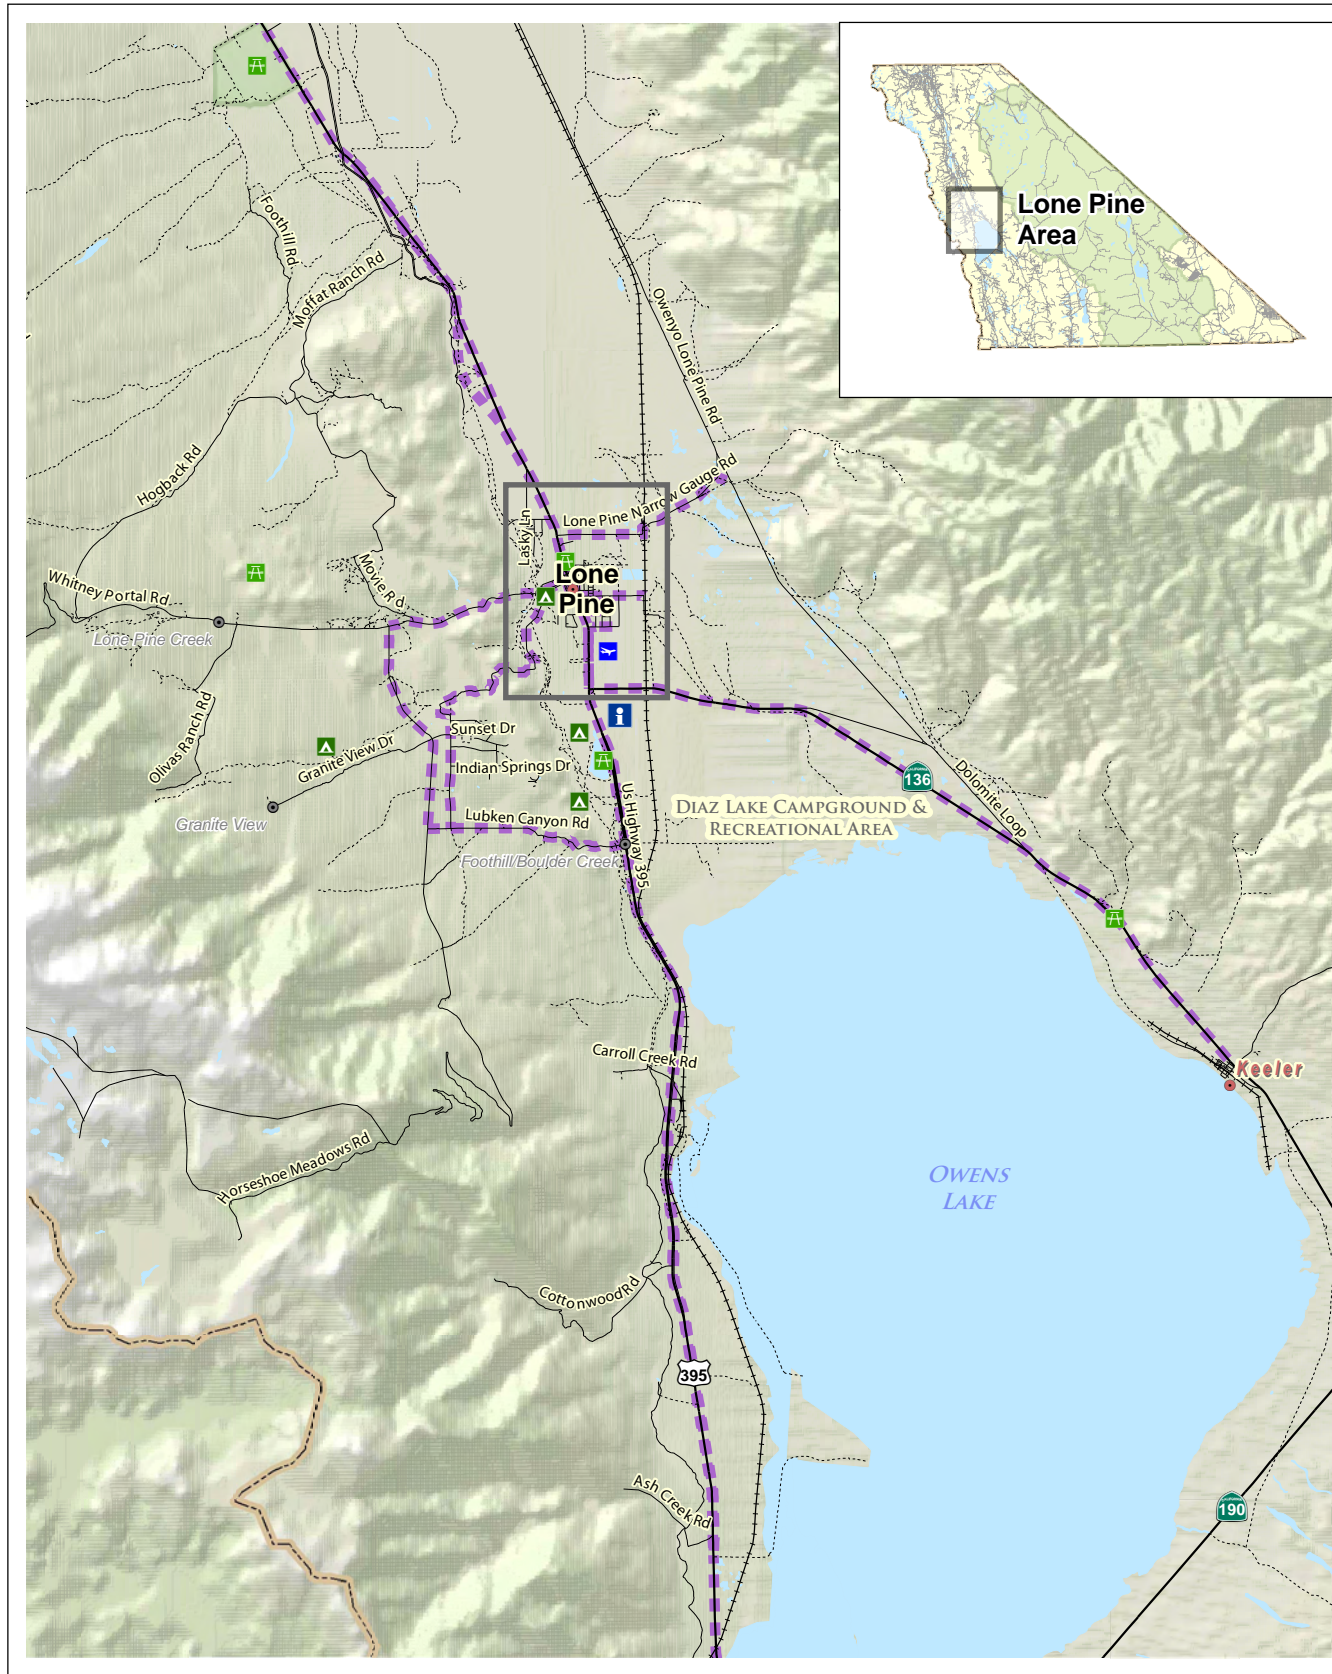 Lone Pine
Area
Foothill Rd
Moffat Ranch Rd
Owenyo Lone Pine Rd
Hogback Rd
Lone Pine Narrow Gauge Rd
Lasky Ln
Movie Rd
Lone
Pine
Whitney Portal Rd
Lone Pine Creek
Olivas Ranch Rd
Sunset Dr
Granite View Dr
Indian Springs Dr
Granite View
Lubken Canyon Rd
Foothill/Boulder Creek
Us Highway 395
Diaz Lake Campground &
Recreational Area
CALIFORNIA
136
Dolomite Loop
Carroll Creek Rd
Keeler
Horseshoe Meadows Rd
Owens
Lake
Cottonwood Rd
395
Ash Creek Rd
CALIFORNIA
190